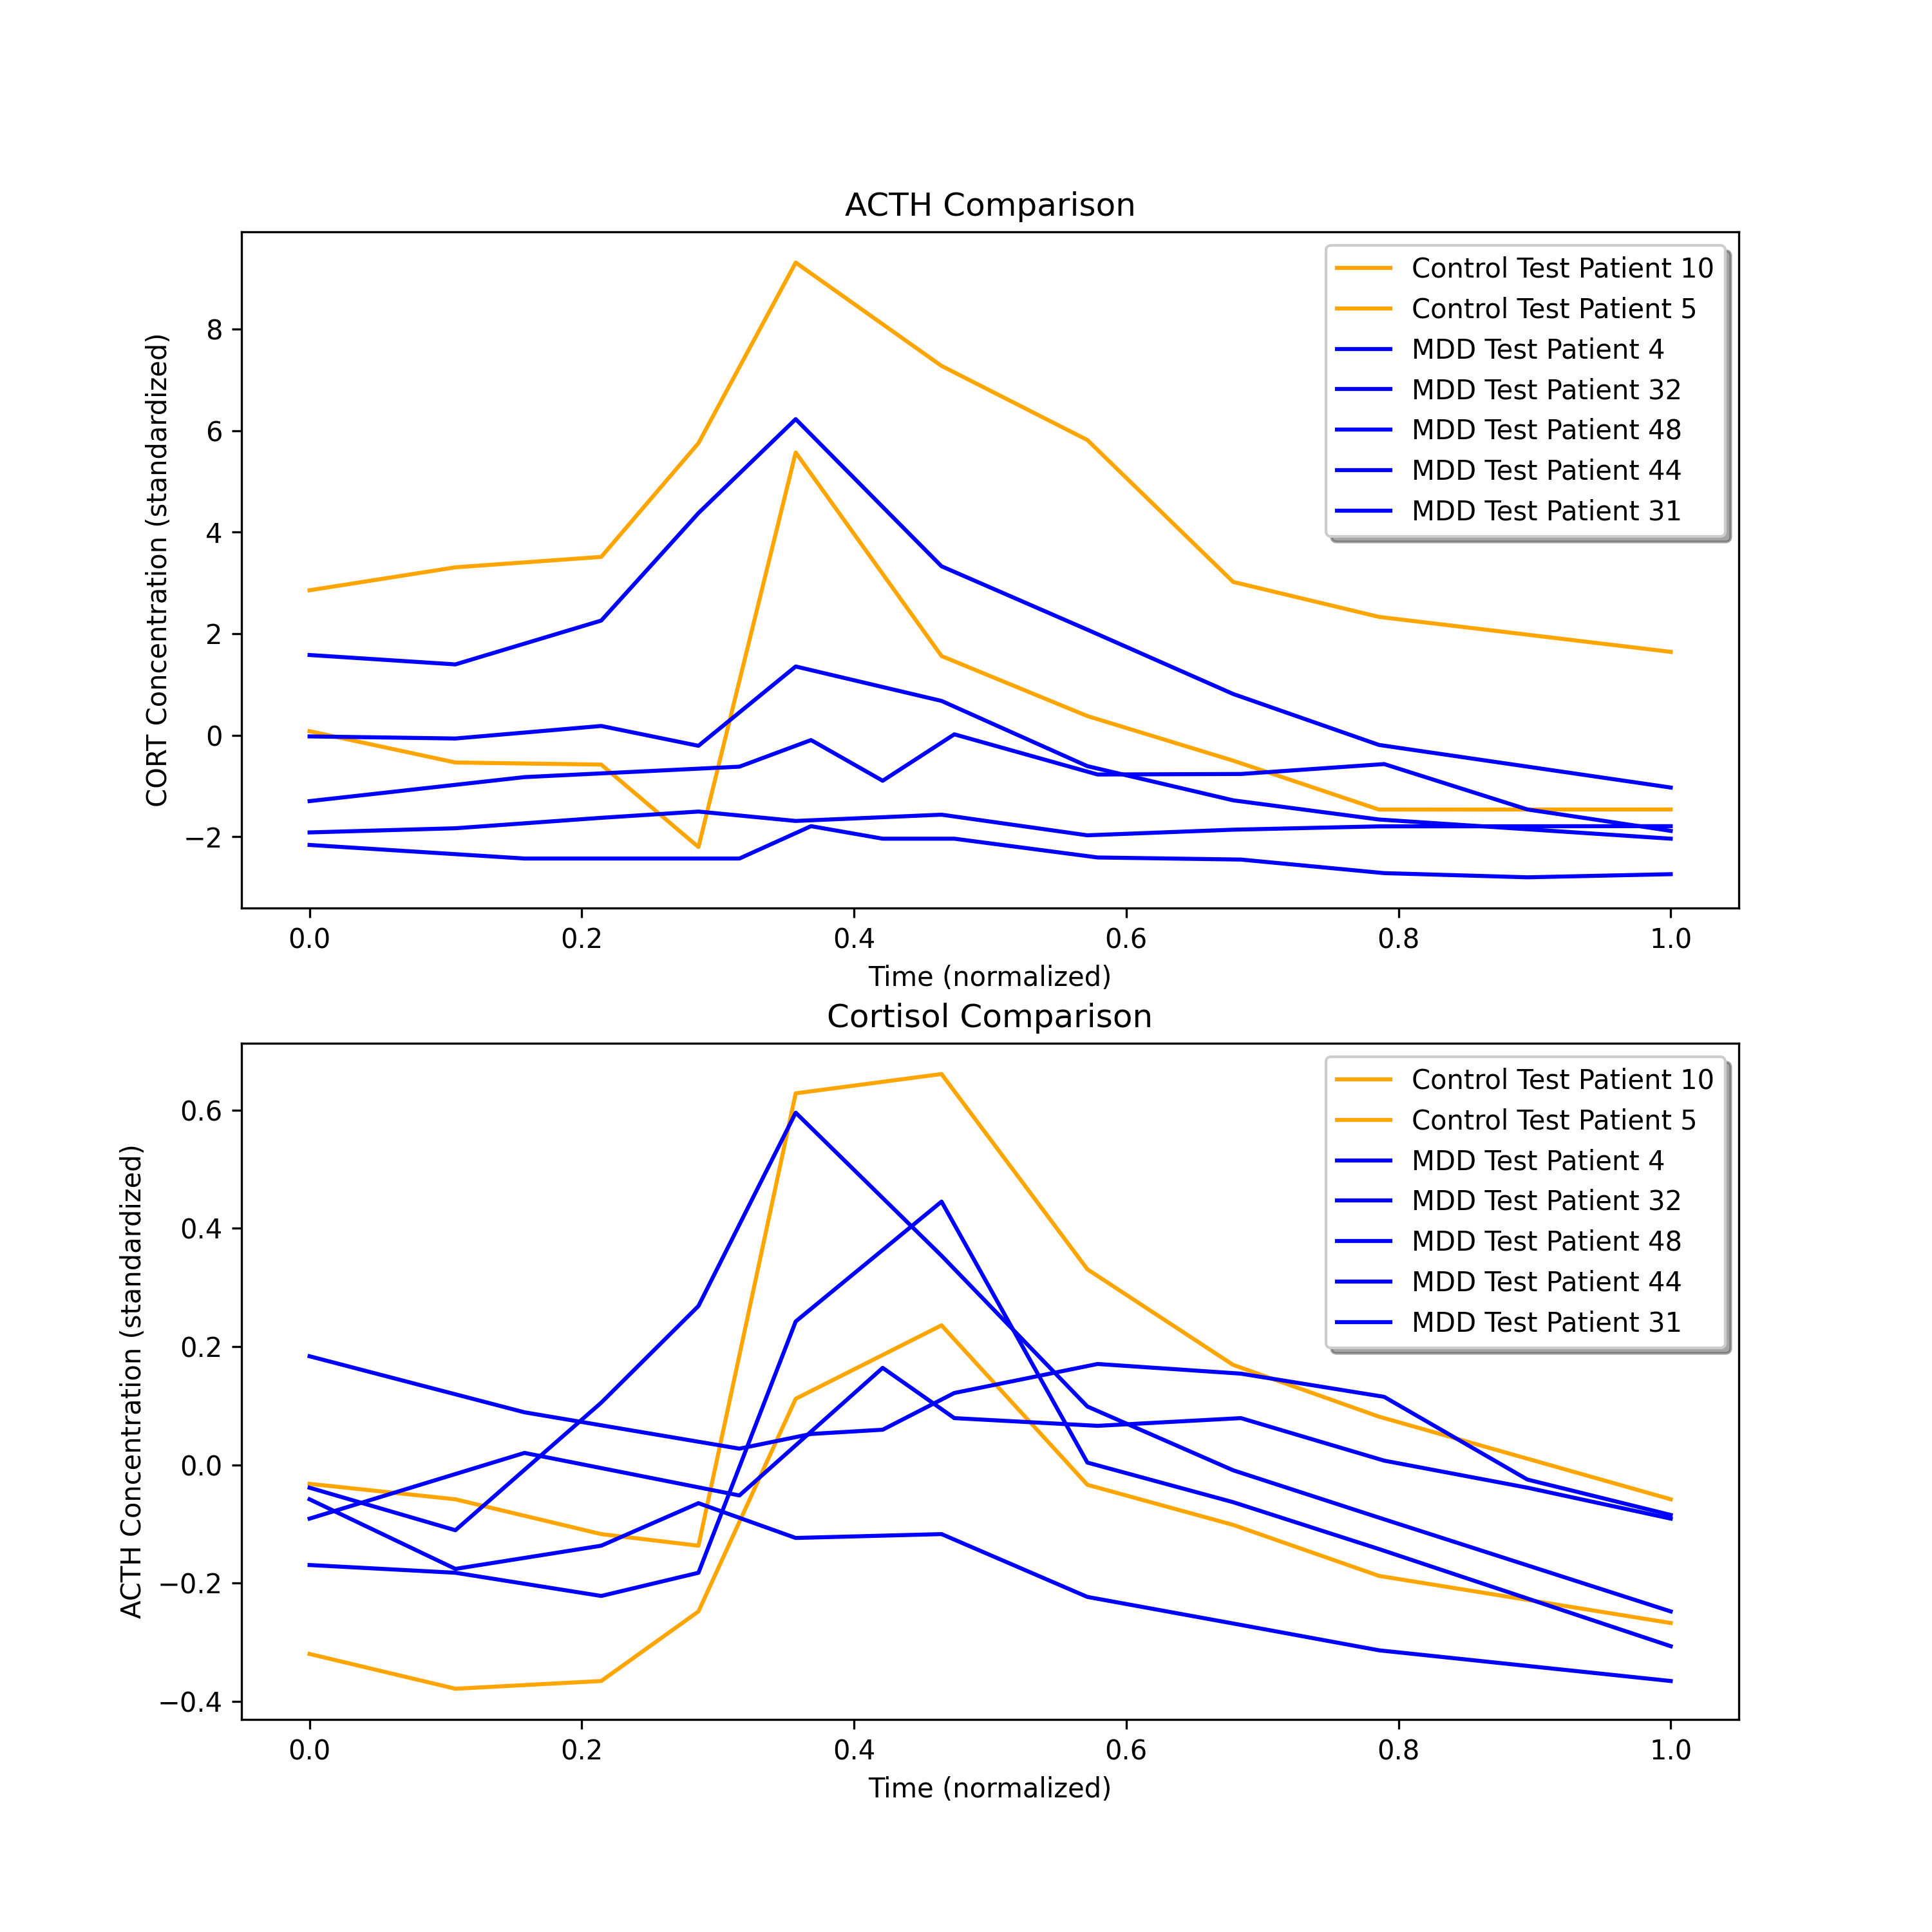 ACTH Comparison
CORT Concentration (standardized)
8
6
4
2
0
−2
Control Test Patient 10
Control Test Patient 5
MDD Test Patient 4
MDD Test Patient 32
MDD Test Patient 48
MDD Test Patient 44
MDD Test Patient 31
0.0 0.2 0.4 0.6 0.8 1.0
Time (normalized)
Cortisol Comparison
ACTH Concentration (standardized)
0.6
0.4
0.2
0.0
−0.2
−0.4
Control Test Patient 10
Control Test Patient 5
MDD Test Patient 4
MDD Test Patient 32
MDD Test Patient 48
MDD Test Patient 44
MDD Test Patient 31
0.0 0.2 0.4 0.6 0.8 1.0
Time (normalized)